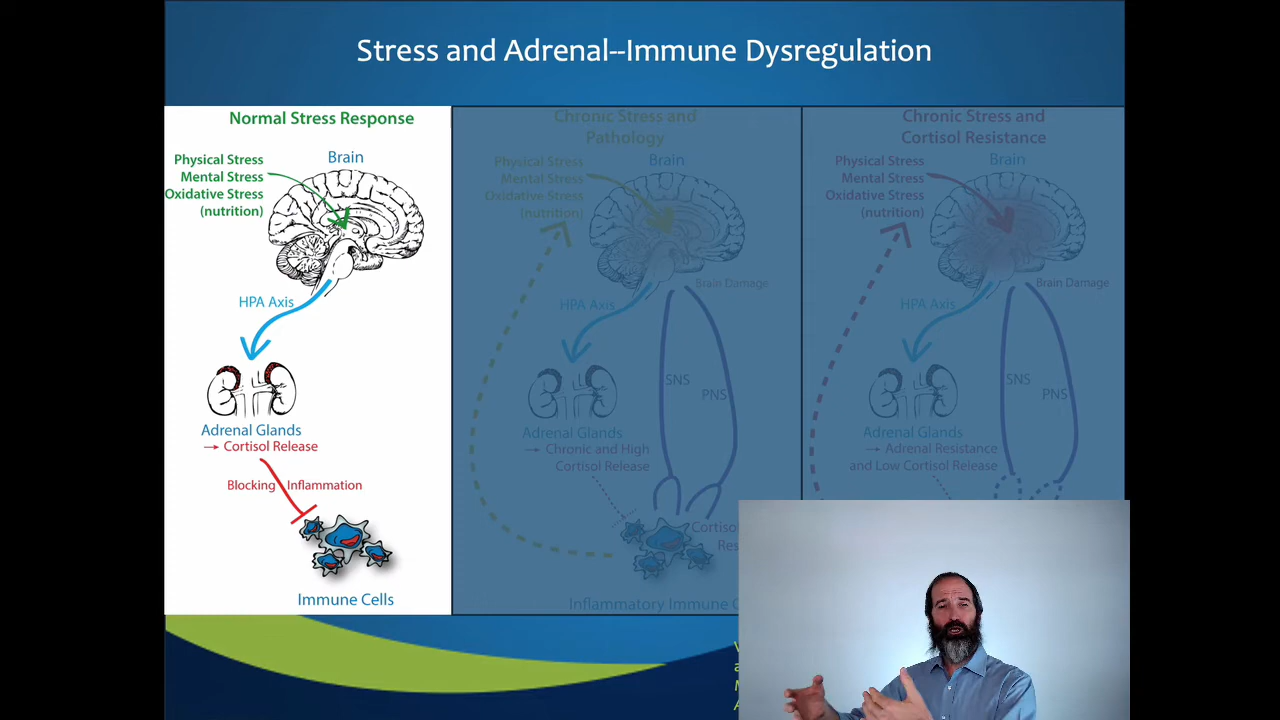 Stress and Adrenal--Immune Dysregulation
Normal Stress Response
Physical Stress
Mental Stress
Oxidative Stress
(nutrition)
Brain
HPA Axis
Adrenal Glands
→ Cortisol Release
Blocking Inflammation
Immune Cells
Chronic Stress and
Pathology
Physical Stress
Mental Stress
Oxidative Stress
(nutrition)
Brain
Brain Damage
HPA Axis
SNS
PNS
Adrenal Glands
→ Chronic and High
Cortisol Release
Inflammatory Immune
Chronic Stress and
Cortisol Resistance
Physical Stress
Mental Stress
Oxidative Stress
(nutrition)
Brain
Brain Damage
HPA Axis
SNS
PNS
Adrenal Glands
→ Adrenal Resistance
and Low Cortisol Release